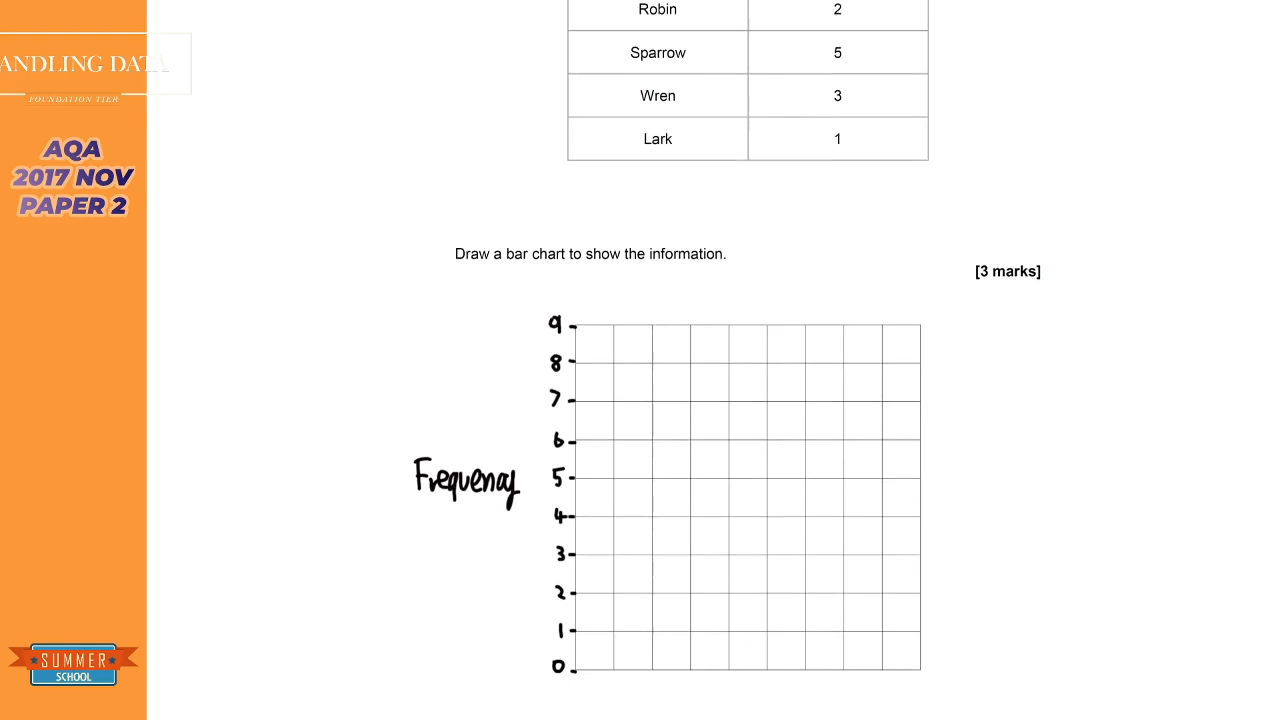 Robin 2
ANDLING DATA
Sparrow 5
FOUNDATION TIER
Wren 3
Lark 1
AQA
2017 NOV
PAPER 2
Draw a bar chart to show the information.
[3 marks]
9
8
7
6
Frequency
5
4
3
2
1
0
SUMMER
SCHOOL